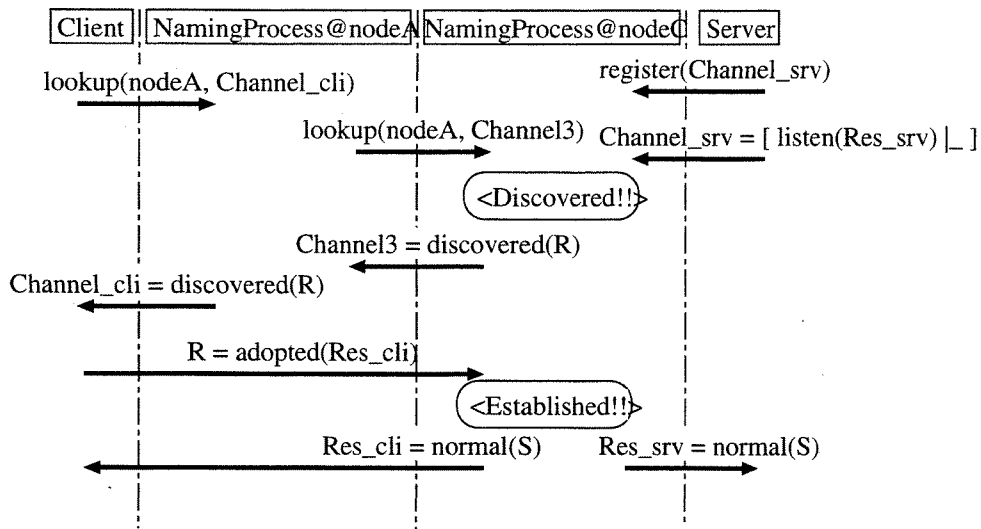 Client NamingProcess@nodeA NamingProcess@nodeC Server
register(Channel_srv)
lookup(nodeA, Channel_cli)
lookup(nodeA, Channel3)
Channel_srv = [ listen(Res_srv) |_ ]
<Discovered!!>
Channel3 = discovered(R)
Channel_cli = discovered(R)
R = adopted(Res_cli)
<Established!!>
Res_cli = normal(S)
Res_srv = normal(S)